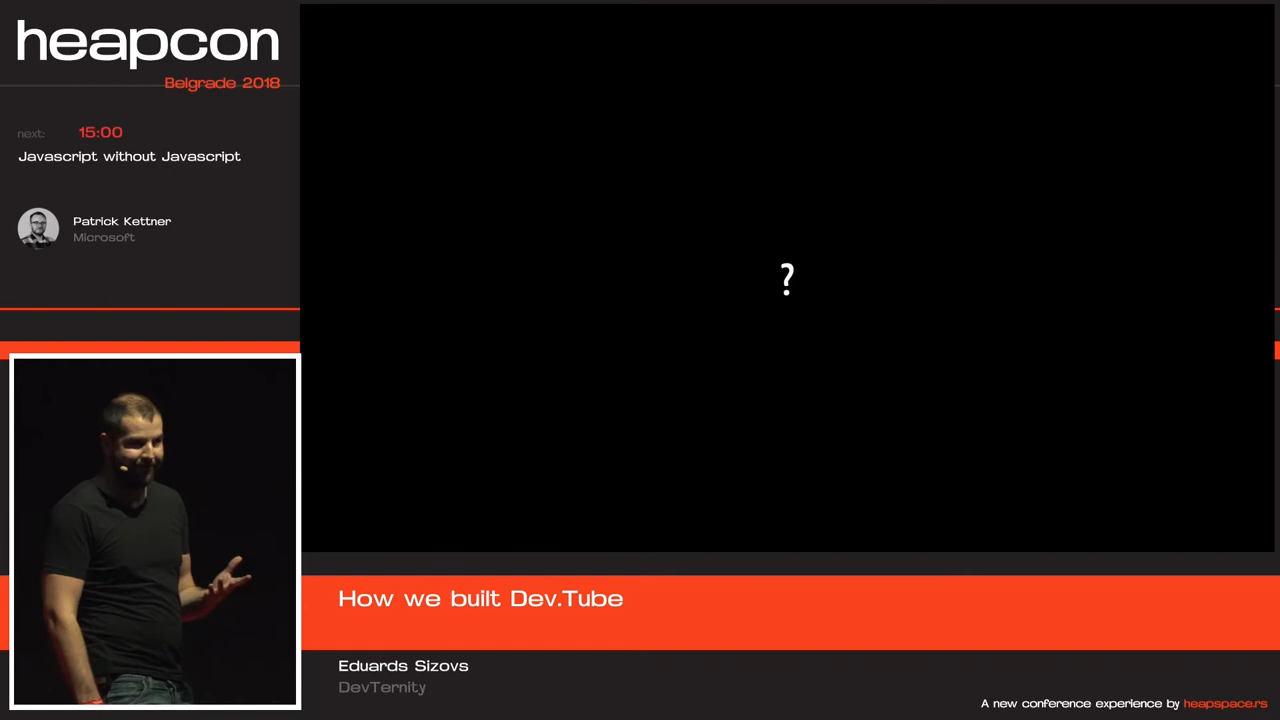 heapcon
Belgrade 2018
next: 15:00
Javascript without Javascript
Patrick Kettner
Microsoft
?
How we built Dev.Tube
Eduards Sizovs
DevTernity
A new conference experience by heapspace.rs